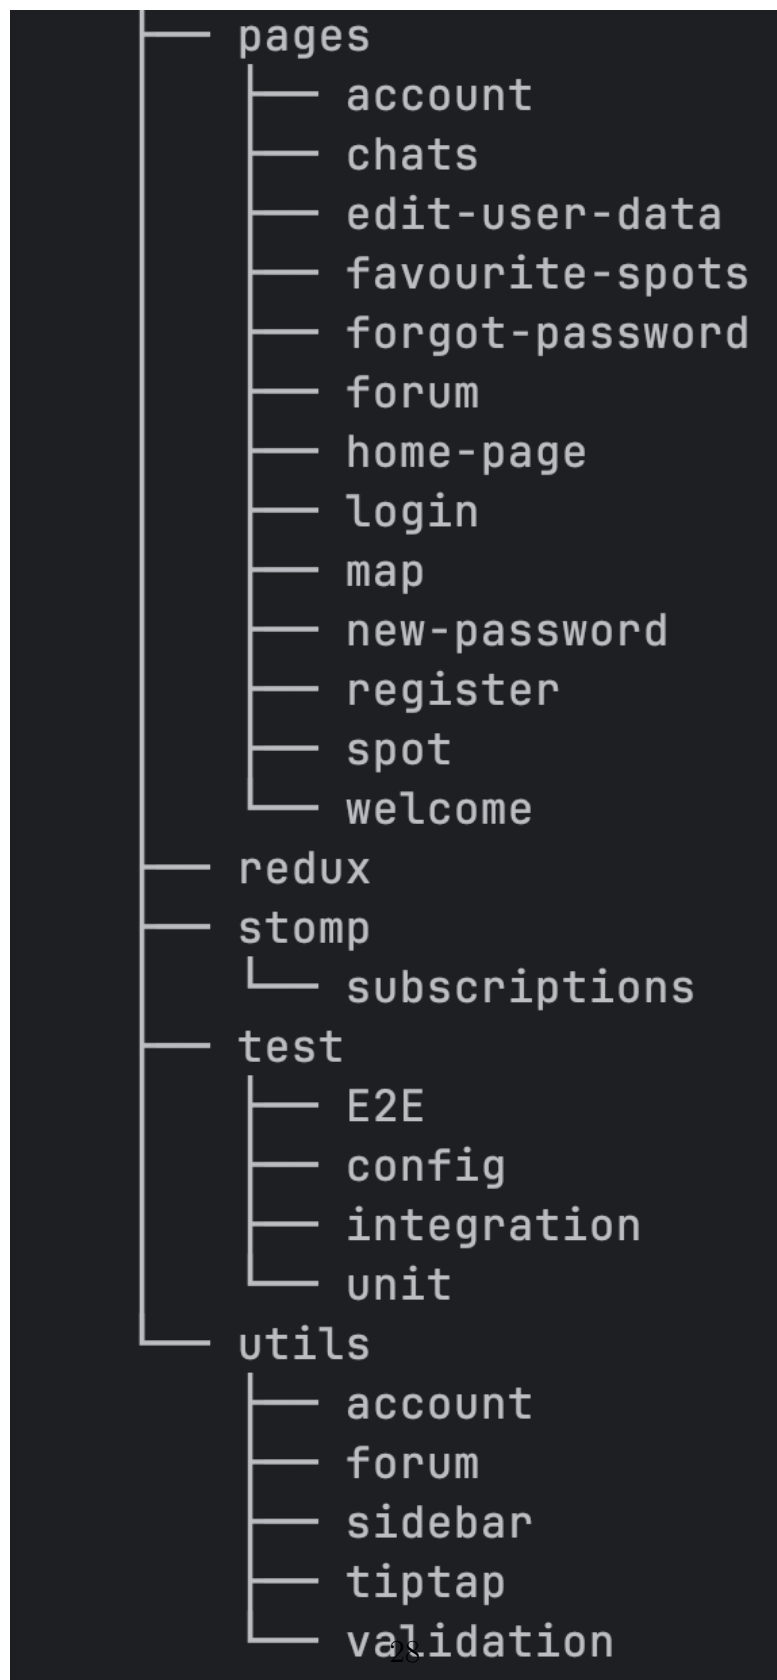 pages
account
chats
edit-user-data
favourite-spots
forgot-password
forum
home-page
login
map
new-password
register
spot
welcome
redux
stomp
subscriptions
test
E2E
config
integration
unit
utils
account
forum
sidebar
tiptap
validation
28